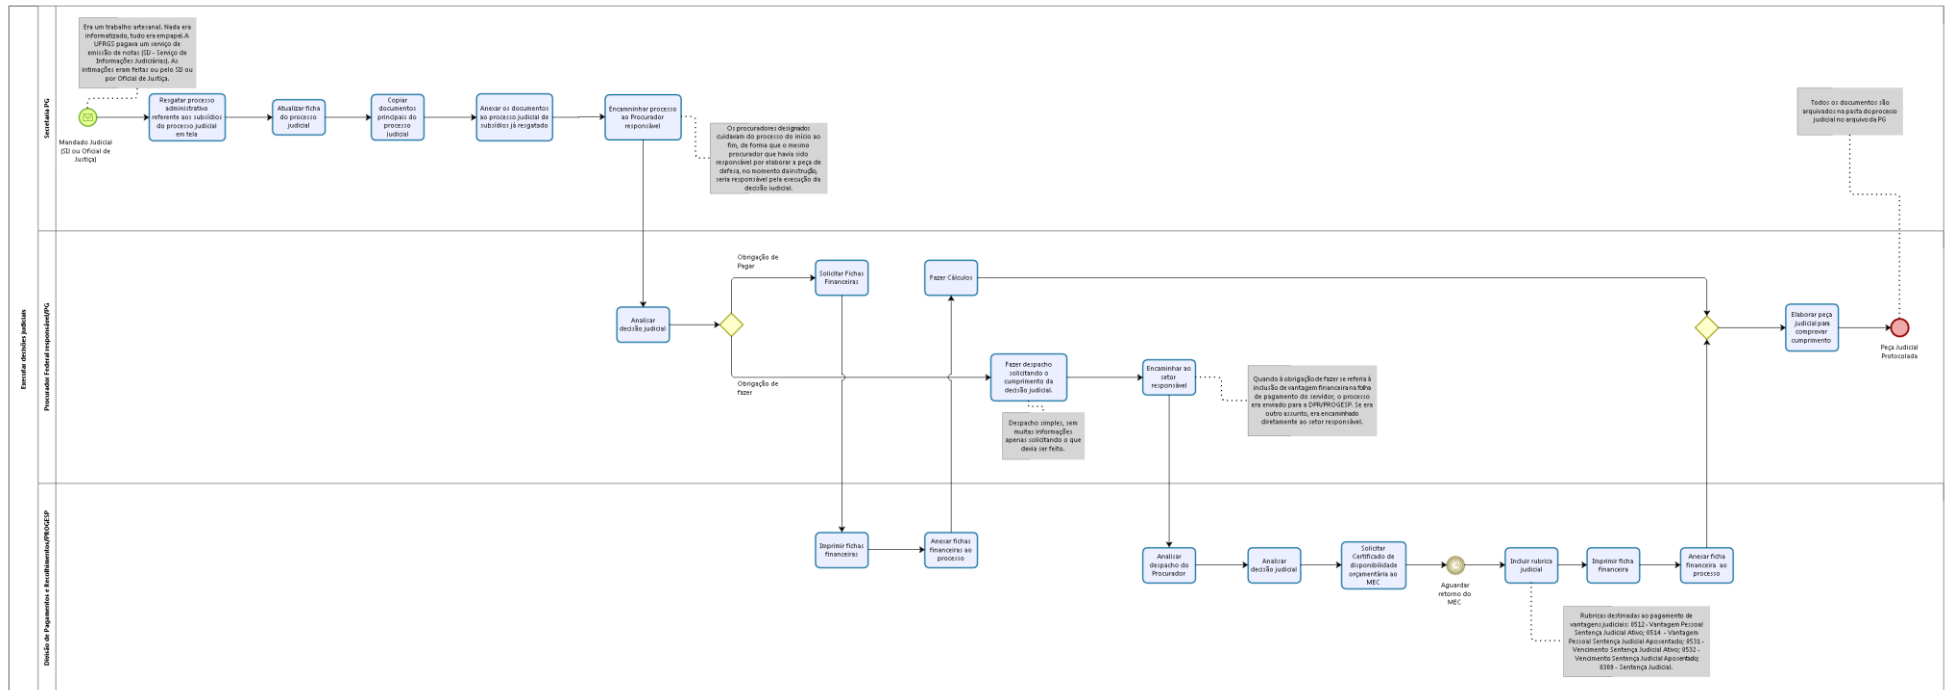 Executar decisões judiciais
Secretaria PG
Era um trabalho artesanal. Nada era
informatizado, tudo era em papel. A
UFRGS pagava um serviço de
emissão de notas (SIJ - Serviço de
Informações Judiciárias). As
intimações eram feitas ou pelo SIJ ou
por Oficial de Justiça.
Mandado Judicial
(SIJ ou Oficial de
Justiça)
Resgatar processo
administrativo
referente aos subsídios
do processo judicial
em tela
Atualizar ficha
do processo
judicial
Copiar
documentos
principais do
processo
judicial
Anexar os documentos
ao processo judicial de
subsídios já resgatado
Encamninhar processo
ao Procurador
responsável
Os procuradores designados
cuidavam do processo do início ao
fim, de forma que o mesmo
procurador que havia sido
responsável por elaborar a peça de
defesa, no momento da instrução,
seria responsável pela execução da
decisão judicial.
Todos os documentos são
arquivados na pasta do processo
judicial no arquivo da PG
Procurador Federal responsável/PG
Analisar
decisão judicial
Obrigação de
Pagar
Obrigação de
fazer
Solicitar Fichas
Financeiras
Fazer Cálculos
Fazer despacho
solicitando o
cumprimento da
decisão judicial.
Despacho simples, sem
muitas informações
apenas solicitando o que
devia ser feito.
Encaminhar ao
setor
responsável
Quando à obrigação de fazer se referia à
inclusão de vantagem financeira na folha
de pagamento do servidor, o processo
era enviado para a DPR/PROGESP. Se era
outro assunto, era encaminhado
diretamente ao setor responsável.
Elaborar peça
judicial para
comprovar
cumprimento
Peça Judicial
Protocolada
Divisão de Pagamentos e Recolhimentos/PROGESP
Imprimir fichas
financeiras
Anexar fichas
financeiras ao
processo
Analisar
despacho do
Procurador
Analisar
decisão judicial
Solicitar
Certificado de
disponibilidade
orçamentária ao
MEC
Aguardar
retorno do
MEC
Incluir rubrica
judicial
Imprimir ficha
financeira
Anexar ficha
financeira ao
processo
Rubricas destinadas ao pagamento de
vantagens judiciais: 0512 - Vantagem Pessoal
Sentença Judicial Ativo; 0514 - Vantagem
Pessoal Sentença Judicial Aposentado; 0531 -
Vencimento Sentença Judicial Ativo; 0532 -
Vencimento Sentença Judicial Aposentado;
0309 - Sentença Judicial.